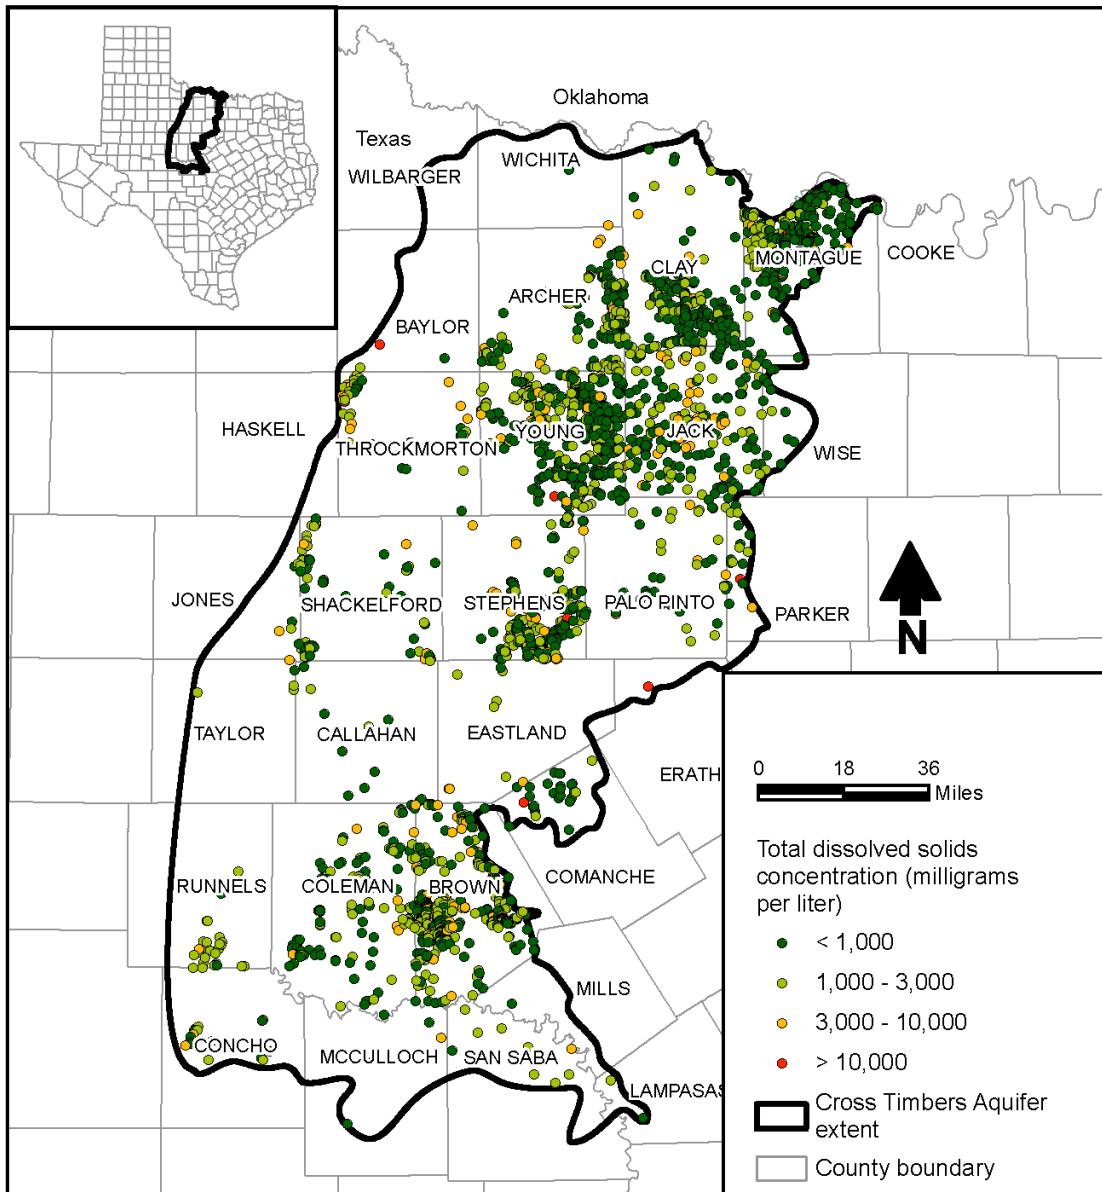 Oklahoma
Texas
WICHITA
WILBARGER
MONTAGUE
COOKE
CLAY
ARCHER
BAYLOR
HASKELL
THROCKMORTON
YOUNG
JACK
WISE
JONES
SHACKELFORD
STEPHENS
PALO PINTO
PARKER
N
TAYLOR
CALLAHAN
EASTLAND
ERATH
0 18 36
Miles
RUNNELS
COLEMAN
BROWN
COMANCHE
Total dissolved solids
concentration (milligrams
per liter)
< 1,000
1,000 - 3,000
3,000 - 10,000
> 10,000
MILLS
CONCHO
MCCULLOCH
SAN SABA
LAMPASAS
Cross Timbers Aquifer
extent
County boundary